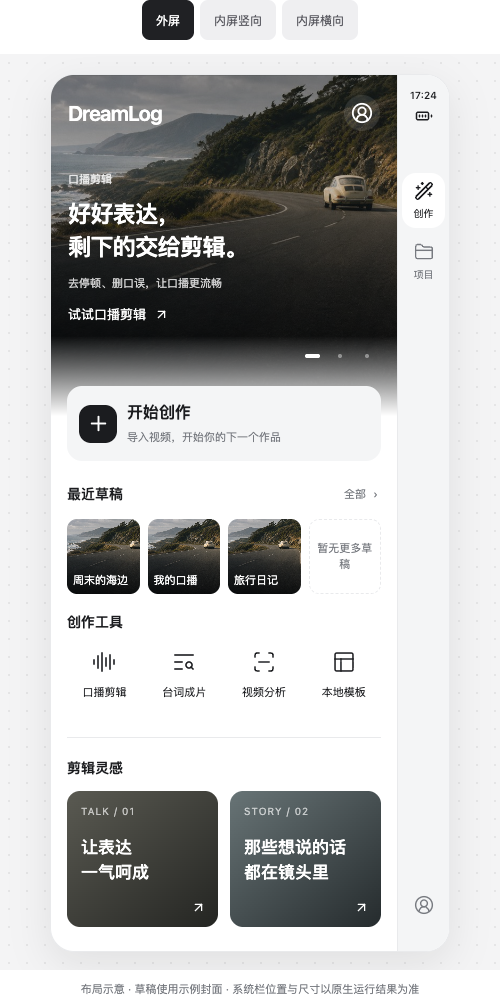 外屏
内屏竖向
内屏横向
DreamLog
17:24
口播剪辑
好好表达，
剩下的交给剪辑。
去停顿、删口误，让口播更流畅
试试口播剪辑
创作
项目
开始创作
导入视频，开始你的下一个作品
最近草稿
全部 ›
周末的海边
我的口播
旅行日记
暂无更多草
稿
创作工具
口播剪辑
台词成片
视频分析
本地模板
剪辑灵感
TALK / 01
让表达
一气呵成
STORY / 02
那些想说的话
都在镜头里
布局示意 · 草稿使用示例封面 · 系统栏位置与尺寸以原生运行结果为准